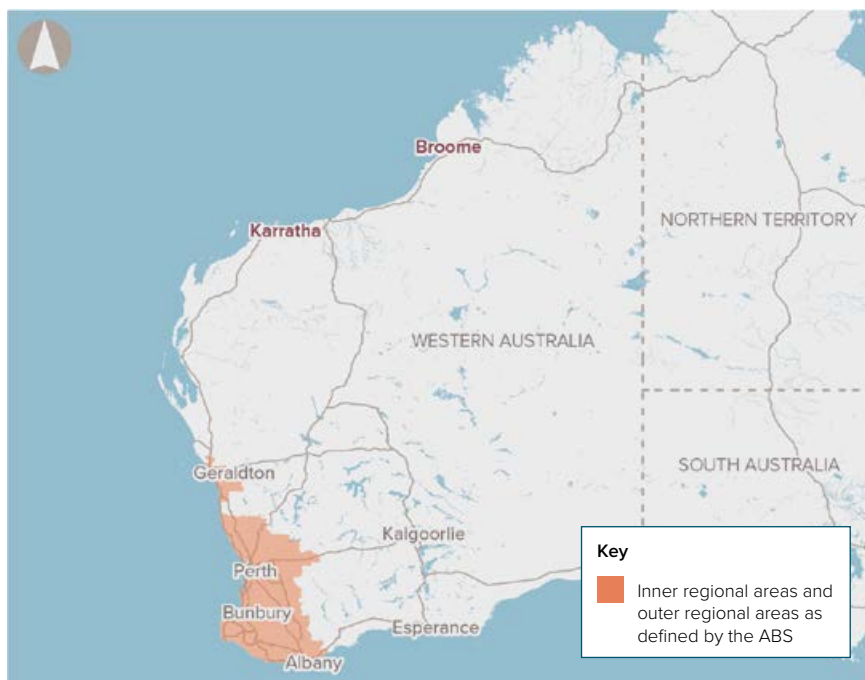 Broome
NORTHERN TERRITORY
Karratha
WESTERN AUSTRALIA
Geraldton
SOUTH AUSTRALIA
Kalgoorlie
Perth
Bunbury
Esperance
Albany
Key
Inner regional areas and
outer regional areas as
defined by the ABS